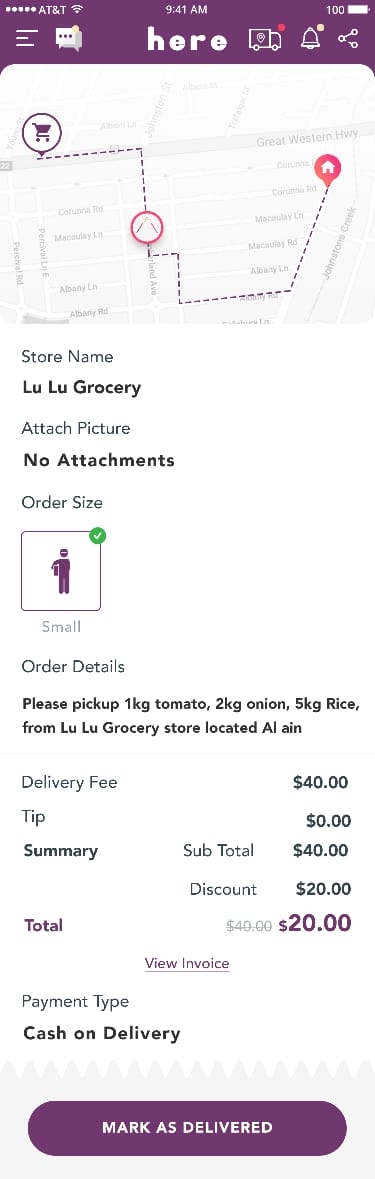 AT&T 9:41 AM 100
here
Albion St
Johnston St
Albion Ln
Great Western Hwy
22
Corunna Rd
Corunna Rd
Macaulay Ln
Macaulay Ln
Macaulay Rd
Johnstons Creek
Percival Rd
Percival Ln E
Albany Ln
Albany Ln
Albany Rd
Albany Rd
Store Name
Lu Lu Grocery
Attach Picture
No Attachments
Order Size
Small
Order Details
Please pickup 1kg tomato, 2kg onion, 5kg Rice,
from Lu Lu Grocery store located Al ain
Delivery Fee $40.00
Tip $0.00
Summary Sub Total $40.00
Discount $20.00
Total $40.00 $20.00
View Invoice
Payment Type
Cash on Delivery
MARK AS DELIVERED